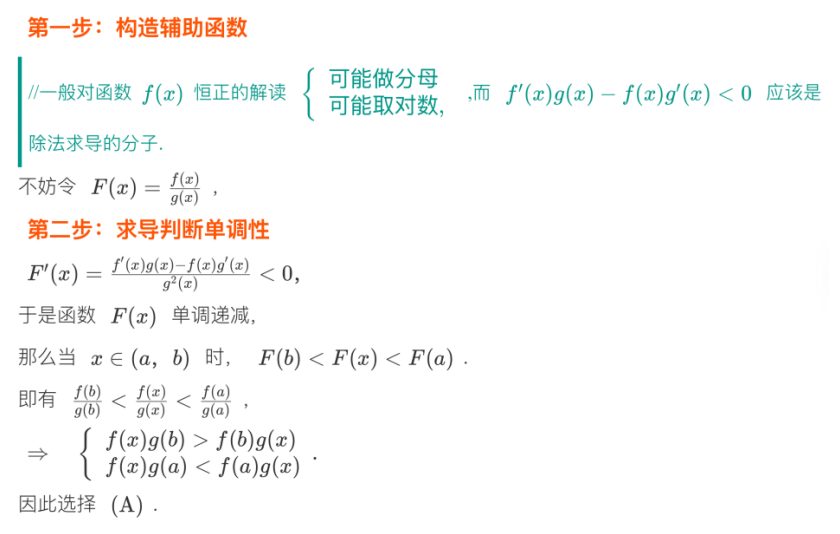 第一步：构造辅助函数
//一般对函数 f(x) 恒正的解读 { 可能做分母 可能取对数, ,而 f′(x)g(x) − f(x)g′(x) < 0 应该是
除法求导的分子.
不妨令 F(x) = f(x)/g(x) ，
第二步：求导判断单调性
F′(x) = (f′(x)g(x)−f(x)g′(x))/g²(x) < 0,
于是函数 F(x) 单调递减,
那么当 x ∈ (a, b) 时, F(b) < F(x) < F(a) .
即有 f(b)/g(b) < f(x)/g(x) < f(a)/g(a) ，
⇒ { f(x)g(b) > f(b)g(x)
f(x)g(a) < f(a)g(x) .
因此选择 (A) .